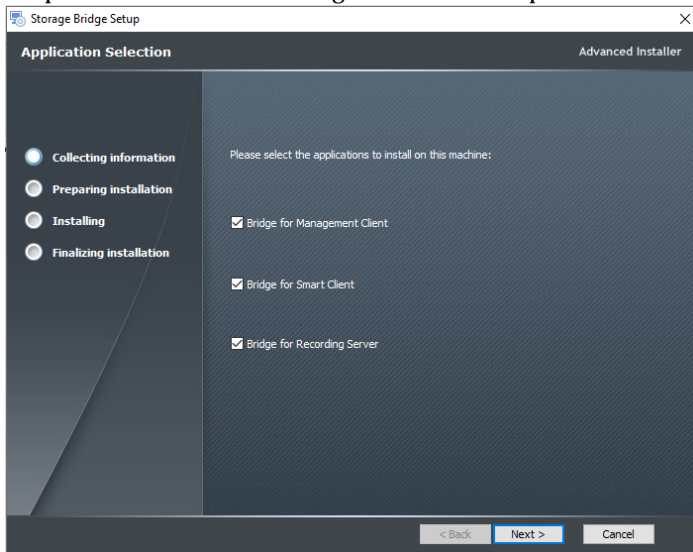 Storage Bridge Setup
Application Selection
Advanced Installer
Collecting information
Preparing installation
Installing
Finalizing installation
Please select the applications to install on this machine:
Bridge for Management Client
Bridge for Smart Client
Bridge for Recording Server
< Back
Next >
Cancel